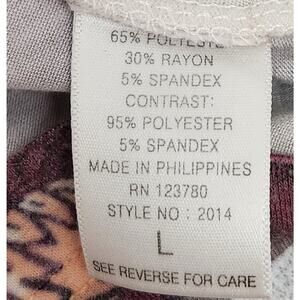 65% POLYESTE
30% RAYON
5% SPANDEX
CONTRAST:
95% POLYESTER
5% SPANDEX
MADE IN PHILIPPINES
RN 123780
STYLE NO : 2014
L
SEE REVERSE FOR CARE